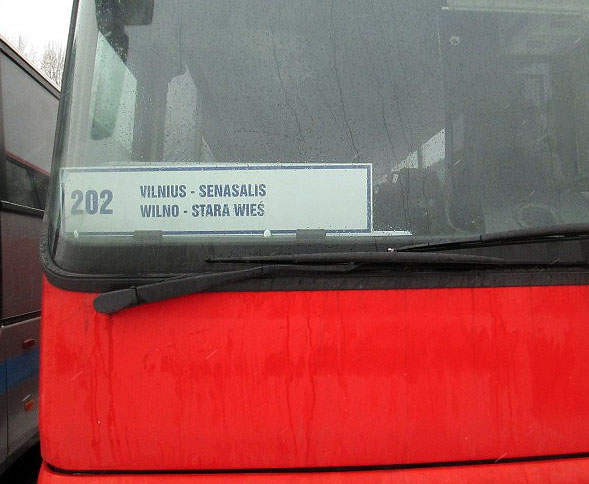 202
VILNIUS - SENASALIS
WILNO - STARA WIEŚ